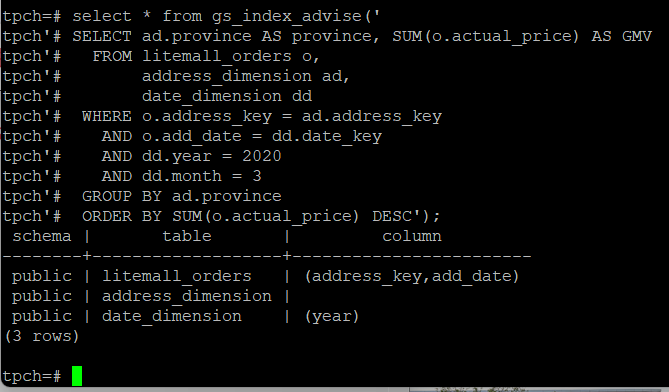 tpch=# select * from gs_index_advise('
tpch'# SELECT ad.province AS province, SUM(o.actual_price) AS GMV
tpch'#   FROM litemall_orders o,
tpch'#        address_dimension ad,
tpch'#        date_dimension dd
tpch'#  WHERE o.address_key = ad.address_key
tpch'#    AND o.add_date = dd.date_key
tpch'#    AND dd.year = 2020
tpch'#    AND dd.month = 3
tpch'#  GROUP BY ad.province
tpch'#  ORDER BY SUM(o.actual_price) DESC');
 schema |       table       |         column
--------+-------------------+------------------------
 public | litemall_orders   | (address_key,add_date)
 public | address_dimension |
 public | date_dimension    | (year)
(3 rows)
tpch=#